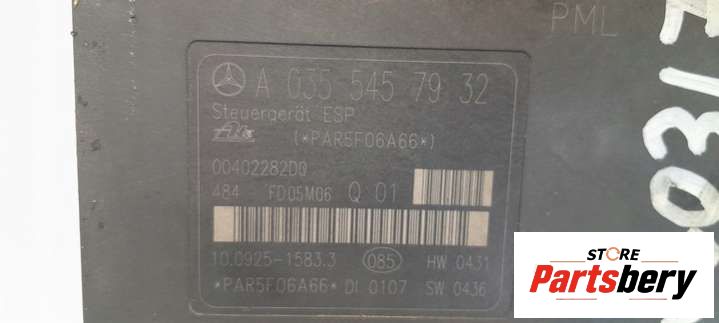 PML
A 035 545 79 32
Steuergerät ESP
Ate (*PAR5F06A66*)
00402282D0
484 FD05M06 Q 01
10.0925-1583.3 085 HW 0431
*PAR5F06A66* DI 0107 SW 0436
STORE
Partsbery